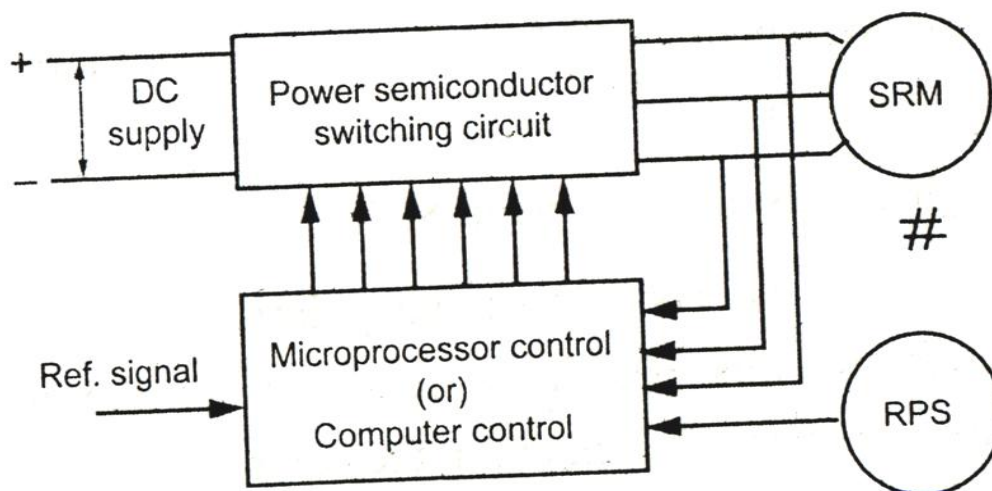 +
DC
supply
−
Power semiconductor
switching circuit
SRM
#
Ref. signal
Microprocessor control
(or)
Computer control
RPS